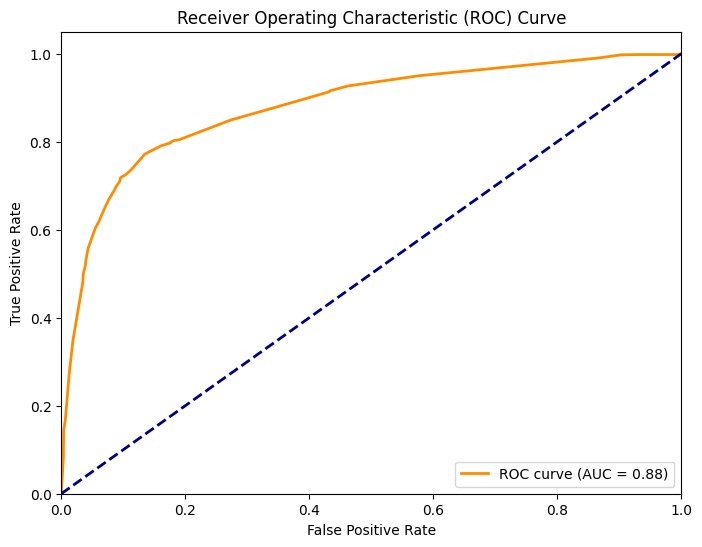 Receiver Operating Characteristic (ROC) Curve
1.0
0.8
0.6
0.4
0.2
0.0
True Positive Rate
ROC curve (AUC = 0.88)
0.0 0.2 0.4 0.6 0.8 1.0
False Positive Rate